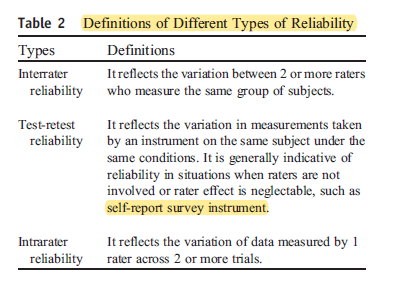 Table 2 Definitions of Different Types of Reliability
Types Definitions
Interrater It reflects the variation between 2 or more raters
reliability who measure the same group of subjects.
Test-retest It reflects the variation in measurements taken
reliability by an instrument on the same subject under the
same conditions. It is generally indicative of
reliability in situations when raters are not
involved or rater effect is neglectable, such as
self-report survey instrument.
Intrarater It reflects the variation of data measured by 1
reliability rater across 2 or more trials.